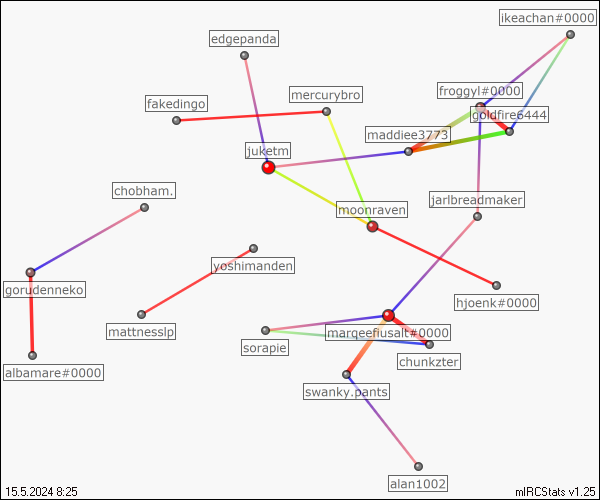 ikeachan#0000
edgepanda
froggyl#0000
mercurybro
fakedingo
goldfire6444
maddiee3773
juketm
chobham.
jarlbreadmaker
moonraven
yoshimanden
gorudenneko
hjoenk#0000
mattnesslp
marqeefiusalt#0000
sorapie
chunkzter
albamare#0000
swanky.pants
alan1002
15.5.2024 8:25
mIRCStats v1.25